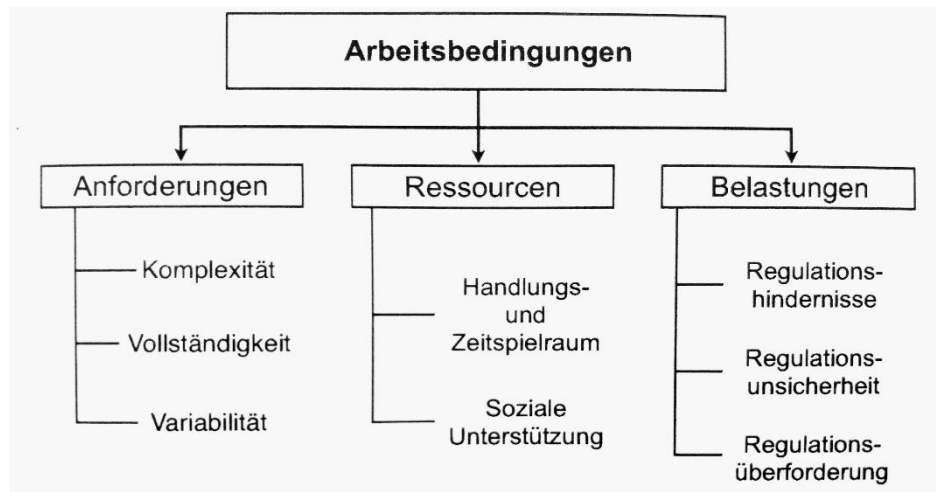 Arbeitsbedingungen
Anforderungen
Komplexität
Vollständigkeit
Variabilität
Ressourcen
Handlungs-
und
Zeitspielraum
Soziale
Unterstützung
Belastungen
Regulations-
hindernisse
Regulations-
unsicherheit
Regulations-
überforderung